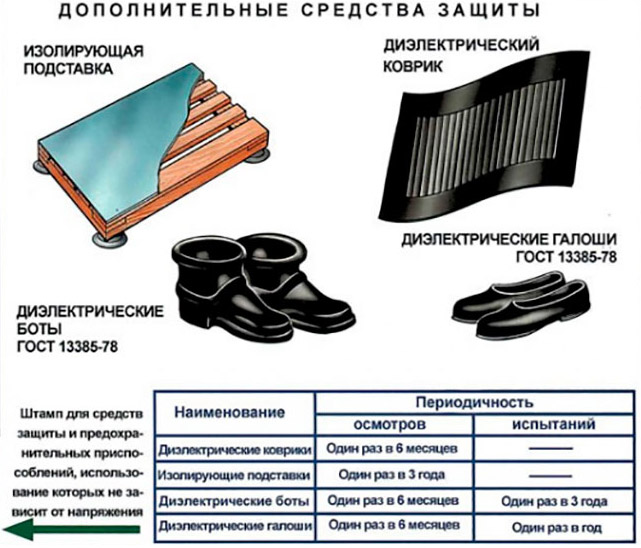 ДОПОЛНИТЕЛЬНЫЕ СРЕДСТВА ЗАЩИТЫ
ИЗОЛИРУЮЩАЯ
ПОДСТАВКА
ДИЭЛЕКТРИЧЕСКИЙ
КОВРИК
ДИЭЛЕКТРИЧЕСКИЕ ГАЛОШИ
ГОСТ 13385-78
ДИЭЛЕКТРИЧЕСКИЕ
БОТЫ
ГОСТ 13385-78
Штамп для средств
защиты и предохра-
нительных приспо-
соблений, использо-
вание которых не за-
висит от напряжения
Наименование
Периодичность
осмотров
испытаний
Диэлектрические коврики
Один раз в 6 месяцев
Изолирующие подставки
Один раз в 3 года
Диэлектрические боты
Один раз в 6 месяцев
Один раз в 3 года
Диэлектрические галоши
Один раз в 6 месяцев
Один раз в год